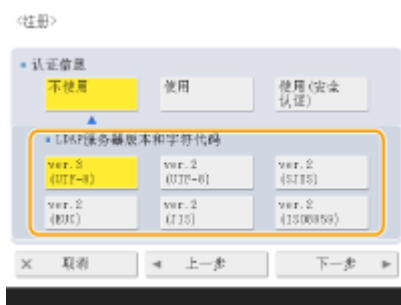 <注册>
认证信息
不使用 使用 使用(安全
认证)
LDAP服务器版本和字符代码
ver.3 ver.2 ver.2
(UTF-8) (UTF-8) (SJIS)
ver.2 ver.2 ver.2
(EUC) (JIS) (ISO8859)
× 取消 ◄ 上一步 下一步 ►